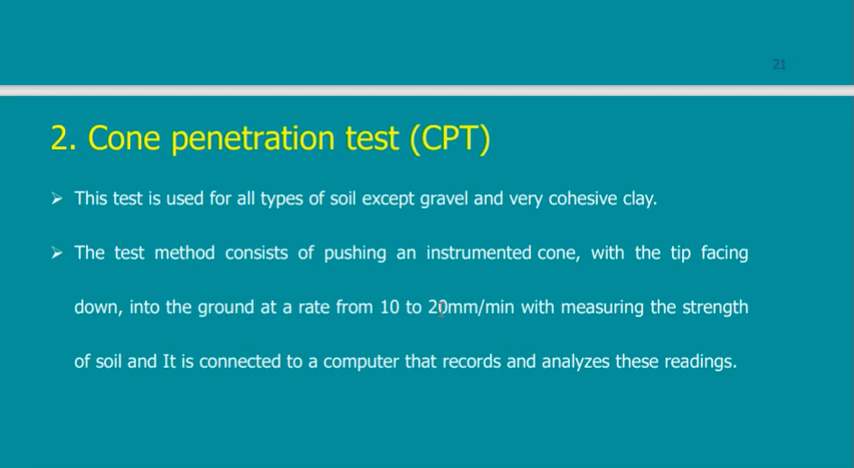 21
2. Cone penetration test (CPT)
➢ This test is used for all types of soil except gravel and very cohesive clay.
➢ The test method consists of pushing an instrumented cone, with the tip facing
down, into the ground at a rate from 10 to 20mm/min with measuring the strength
of soil and It is connected to a computer that records and analyzes these readings.